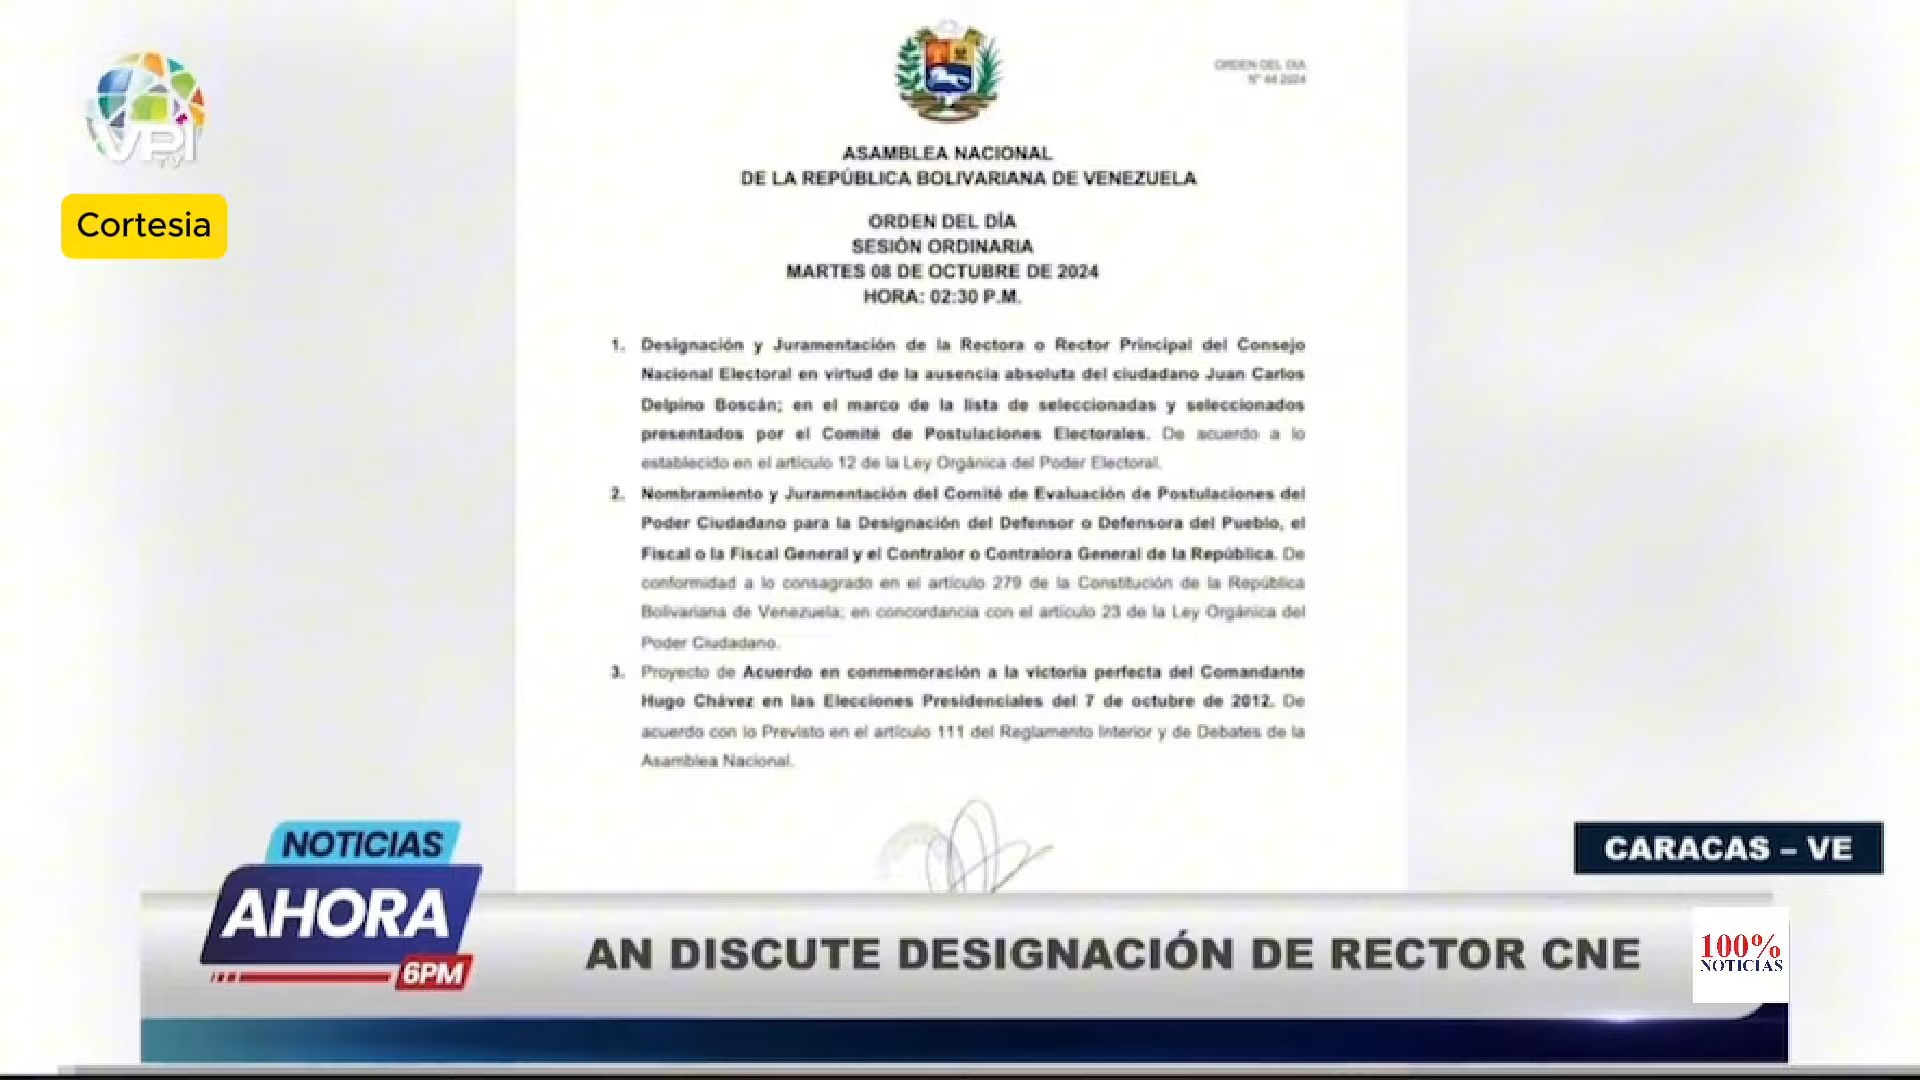 VPI
TV
Cortesia
ORDEN DEL DIA
N° 44 2024
ASAMBLEA NACIONAL
DE LA REPÚBLICA BOLIVARIANA DE VENEZUELA
ORDEN DEL DÍA
SESIÓN ORDINARIA
MARTES 08 DE OCTUBRE DE 2024
HORA: 02:30 P.M.
1. Designación y Juramentación de la Rectora o Rector Principal del Consejo
Nacional Electoral en virtud de la ausencia absoluta del ciudadano Juan Carlos
Delpino Boscán; en el marco de la lista de seleccionadas y seleccionados
presentados por el Comité de Postulaciones Electorales. De acuerdo a lo
establecido en el artículo 12 de la Ley Orgánica del Poder Electoral.
2. Nombramiento y Juramentación del Comité de Evaluación de Postulaciones del
Poder Ciudadano para la Designación del Defensor o Defensora del Pueblo, el
Fiscal o la Fiscal General y el Contralor o Contralora General de la República. De
conformidad a lo consagrado en el artículo 279 de la Constitución de la República
Bolivariana de Venezuela; en concordancia con el artículo 23 de la Ley Orgánica del
Poder Ciudadano.
3. Proyecto de Acuerdo en conmemoración a la victoria perfecta del Comandante
Hugo Chávez en las Elecciones Presidenciales del 7 de octubre de 2012. De
acuerdo con lo Previsto en el artículo 111 del Reglamento Interior y de Debates de la
Asamblea Nacional.
CARACAS – VE
NOTICIAS
AHORA
6PM
AN DISCUTE DESIGNACIÓN DE RECTOR CNE
100%
NOTICIAS